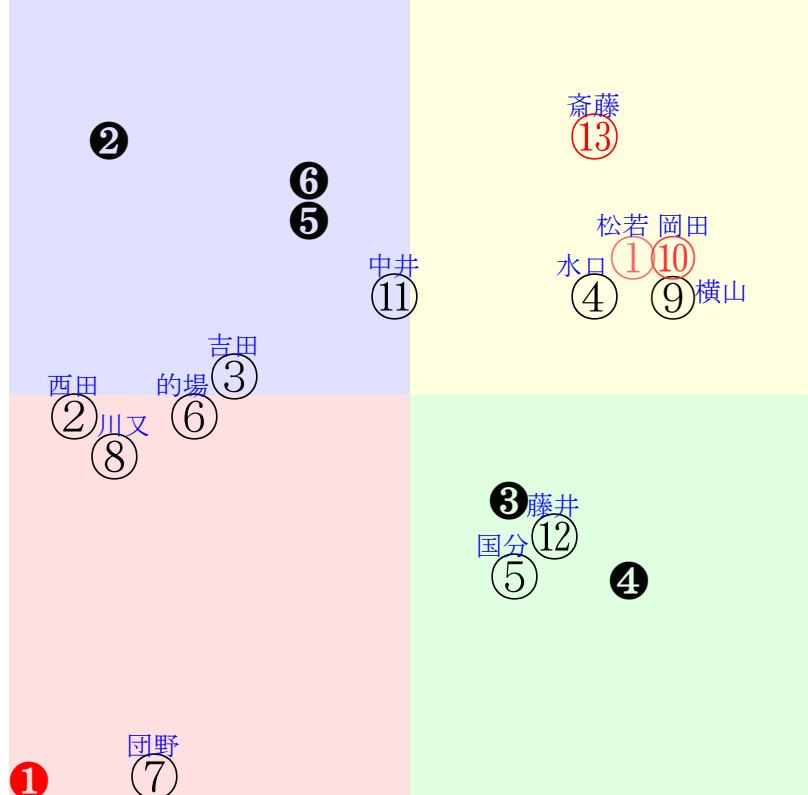 斎藤
❷
⑬
❻
❺
松若 岡田
① ⑩
中井
水口
⑪
④
⑨ 横山
吉田
③
西田
的場
② 川又
⑥
⑧
❸ 藤井
⑫
国分
⑤
❹
団野
❶
⑦